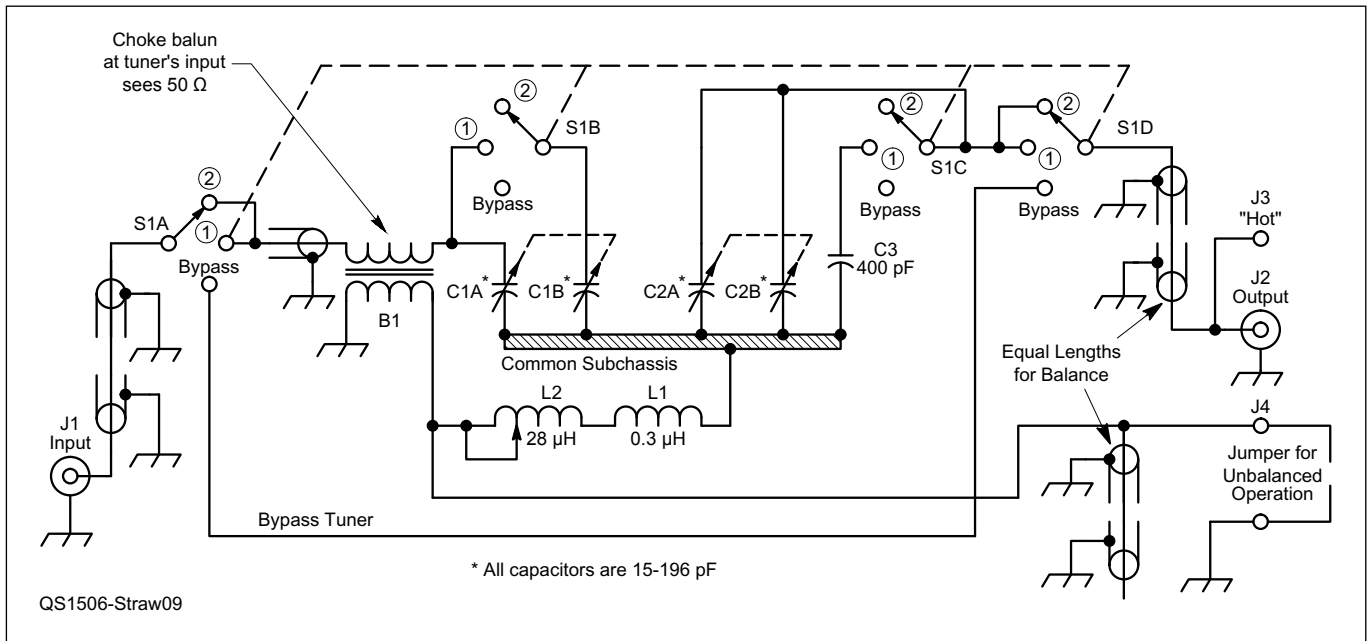 Choke balun
at tuner's input
sees 50 Ω
②
①
S1B
Bypass
②
①
S1C
Bypass
②
①
S1D
Bypass
②
S1A
①
Bypass
J3
"Hot"
C3
400 pF
C1A*
C1B*
C2A*
C2B*
J2
Output
B1
Common Subchassis
Equal Lengths
for Balance
L2
28 µH
L1
0.3 µH
J1
Input
J4
Jumper for
Unbalanced
Operation
Bypass Tuner
* All capacitors are 15-196 pF
QS1506-Straw09